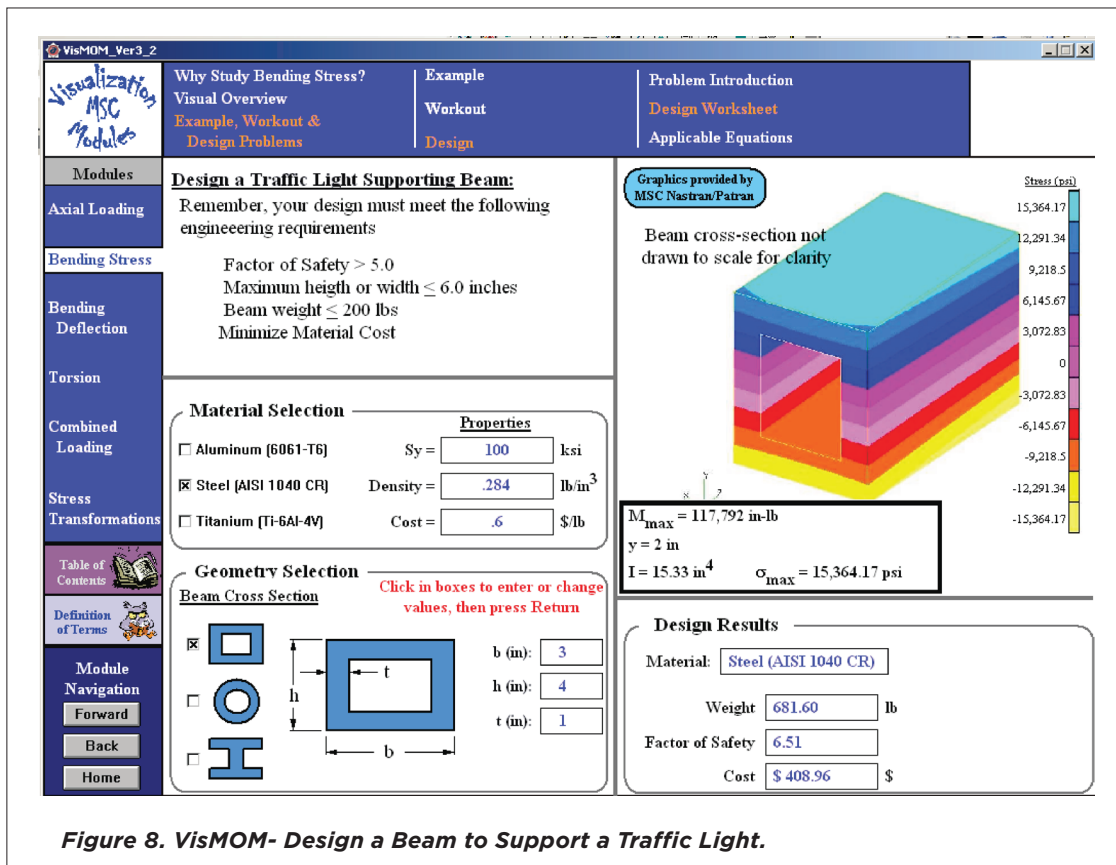 VisMOM_Ver3_2
Visualization
MSC
Modules
Why Study Bending Stress?
Visual Overview
Example, Workout &
Design Problems
Example
Workout
Design
Problem Introduction
Design Worksheet
Applicable Equations
Modules
Axial Loading
Bending Stress
Bending
Deflection
Torsion
Combined
Loading
Stress
Transformations
Table of
Contents
Definition
of Terms
Module
Navigation
Forward
Back
Home
Design a Traffic Light Supporting Beam:
Remember, your design must meet the following
engineeering requirements
Factor of Safety > 5.0
Maximum heigth or width ≤ 6.0 inches
Beam weight ≤ 200 lbs
Minimize Material Cost
Material Selection
Properties
Aluminum (6061-T6)
Sy = 100 ksi
Steel (AISI 1040 CR)
Density = .284 lb/in³
Titanium (Ti-6Al-4V)
Cost = .6 $/lb
Geometry Selection
Beam Cross Section
Click in boxes to enter or change
values, then press Return
h
t
b
b (in): 3
h (in): 4
t (in): 1
Graphics provided by
MSC Nastran/Patran
Beam cross-section not
drawn to scale for clarity
Stress (psi)
15,364.17
12,291.34
9,218.5
6,145.67
3,072.83
0
-3,072.83
-6,145.67
-9,218.5
-12,291.34
-15,364.17
Y
X
Z
M max = 117,792 in-lb
y = 2 in
I = 15.33 in⁴ σ max = 15,364.17 psi
Design Results
Material: Steel (AISI 1040 CR)
Weight 681.60 lb
Factor of Safety 6.51
Cost $ 408.96 $
Figure 8. VisMOM- Design a Beam to Support a Traffic Light.